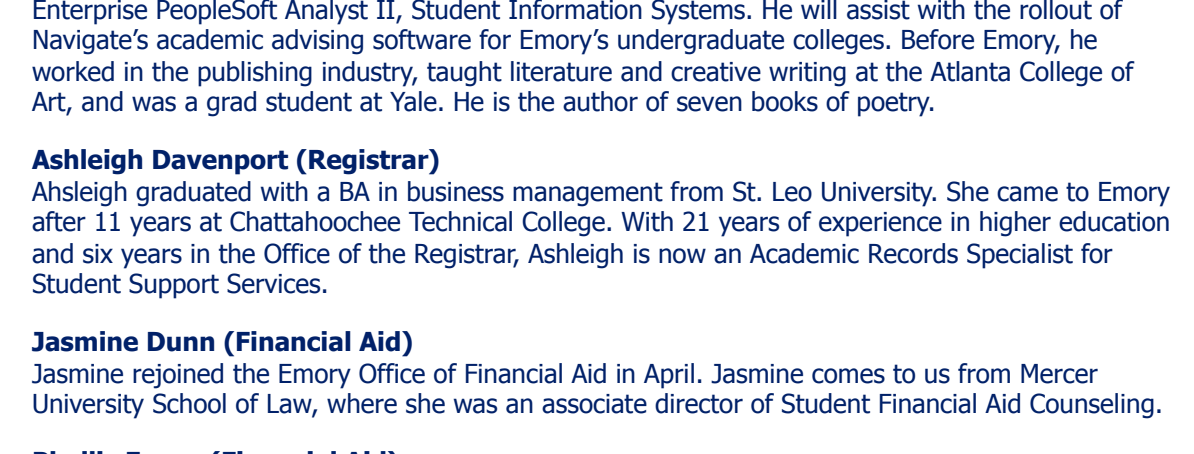 Enterprise PeopleSoft Analyst II, Student Information Systems. He will assist with the rollout of
Navigate’s academic advising software for Emory’s undergraduate colleges. Before Emory, he
worked in the publishing industry, taught literature and creative writing at the Atlanta College of
Art, and was a grad student at Yale. He is the author of seven books of poetry.
Ashleigh Davenport (Registrar)
Ahsleigh graduated with a BA in business management from St. Leo University. She came to Emory
after 11 years at Chattahoochee Technical College. With 21 years of experience in higher education
and six years in the Office of the Registrar, Ashleigh is now an Academic Records Specialist for
Student Support Services.
Jasmine Dunn (Financial Aid)
Jasmine rejoined the Emory Office of Financial Aid in April. Jasmine comes to us from Mercer
University School of Law, where she was an associate director of Student Financial Aid Counseling.